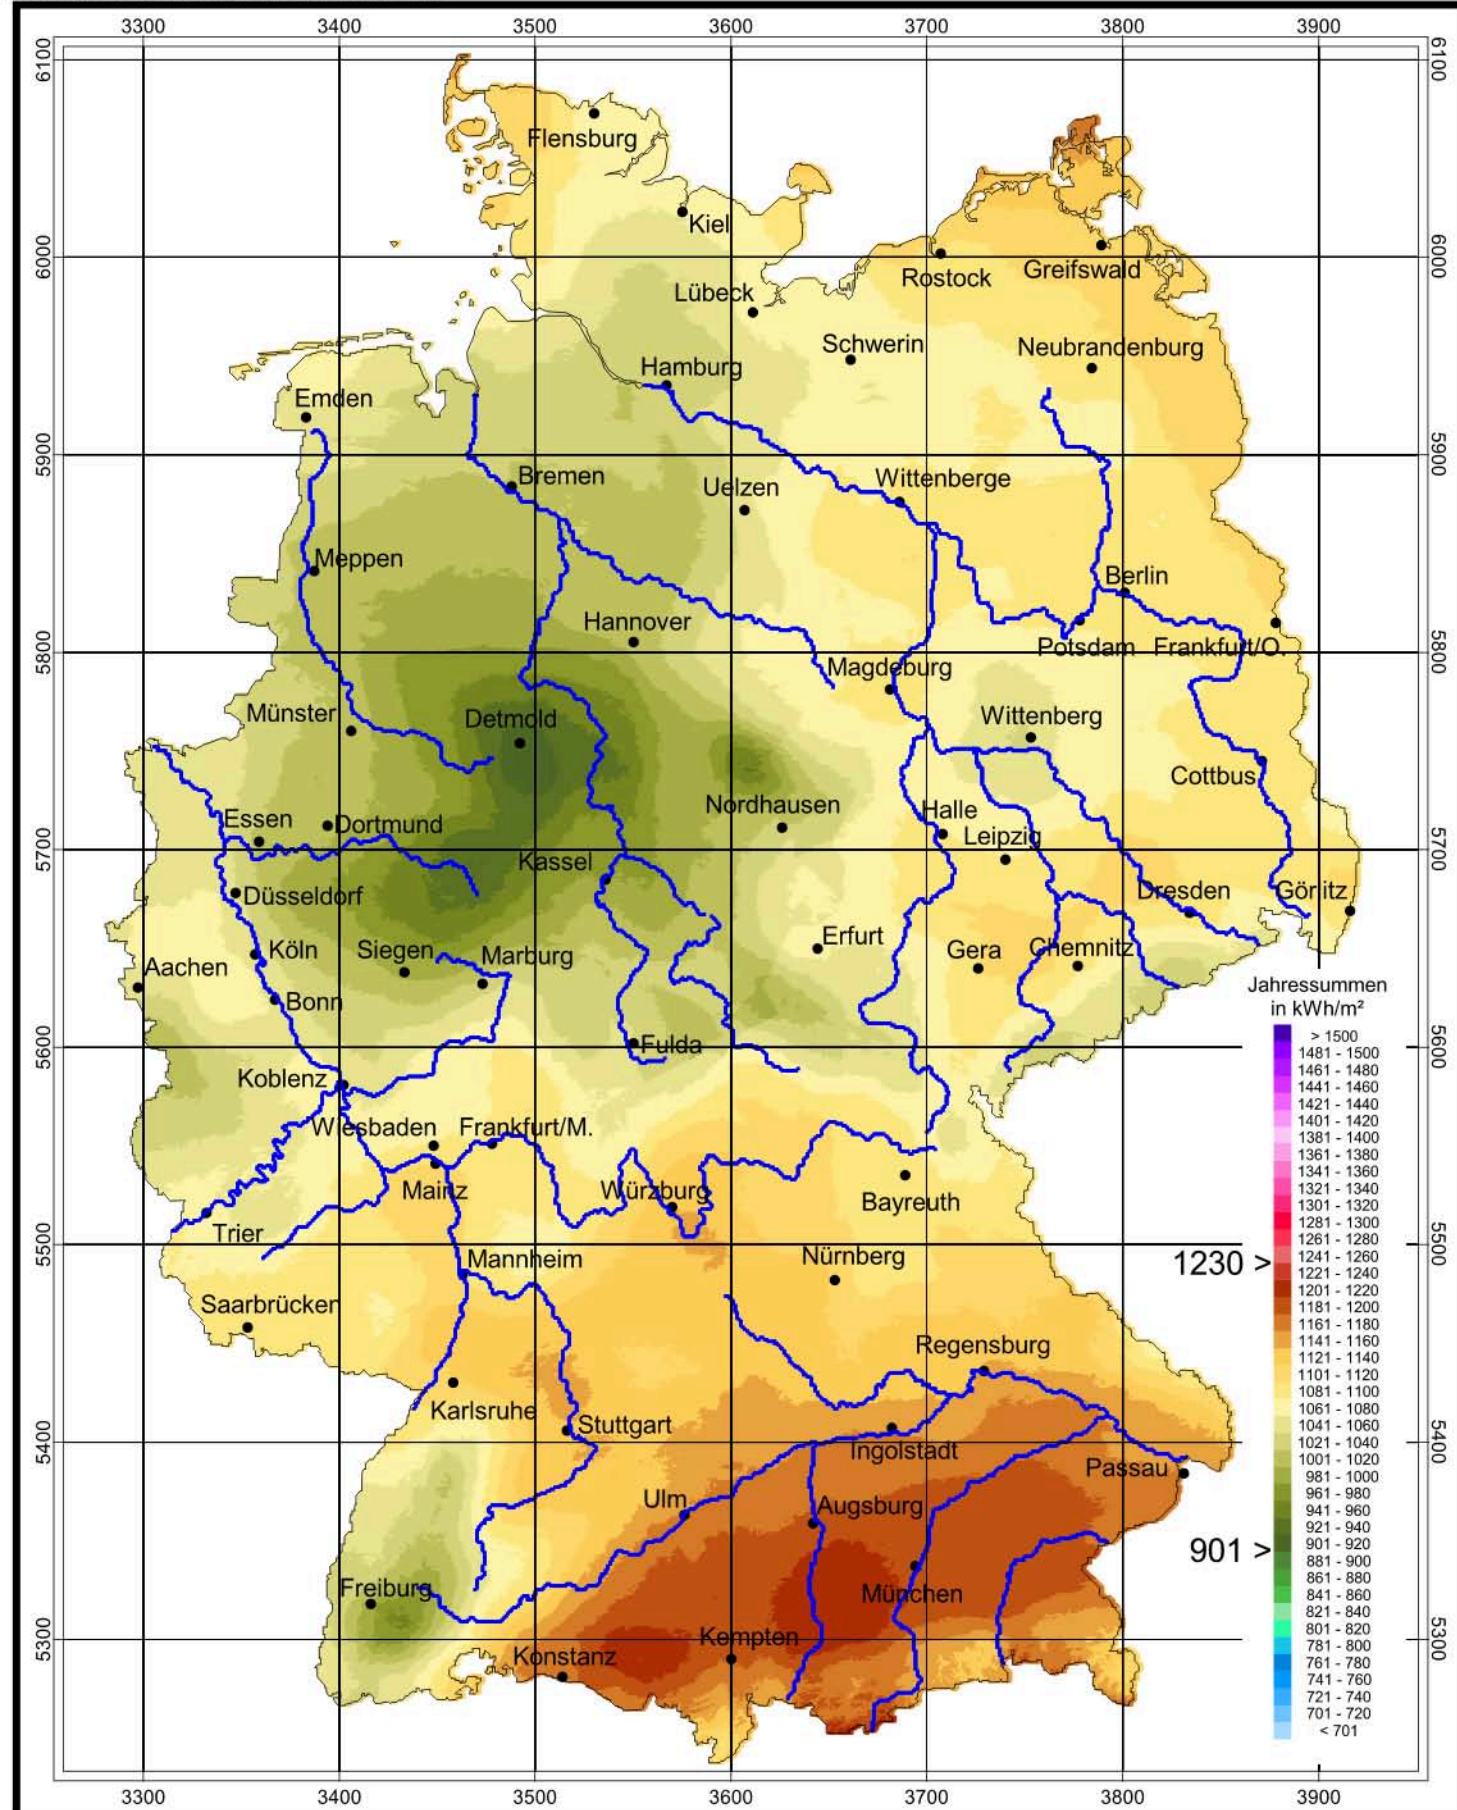 3300 3400 3500 3600 3700 3800 3900
6100 6100
Flensburg
Kiel
6000 Rostock Greifswald 6000
Lübeck
Schwerin Neubrandenburg
Hamburg
Emden
5900 5900
Bremen Uelzen Wittenberge
Meppen Berlin
Hannover
5800 Potsdam Frankfurt/O. 5800
Magdeburg
Münster Detmold Wittenberg
Cottbus
Nordhausen Halle
Essen Dortmund Leipzig
5700 5700
Kassel
Düsseldorf Dresden Görlitz
Köln Siegen Marburg Erfurt Gera Chemnitz
Aachen
Bonn
5600 Fulda 5600
Koblenz
Wiesbaden Frankfurt/M.
Mainz Würzburg Bayreuth
Trier
5500 5500
Mannheim Nürnberg
Saarbrücken
Regensburg
Karlsruhe Stuttgart
5400 Ingolstadt 5400
Passau
Ulm Augsburg
Freiburg München
5300 Kempten 5300
Konstanz
3300 3400 3500 3600 3700 3800 3900
Jahressummen
in kWh/m²
> 1500
1481 - 1500
1461 - 1480
1441 - 1460
1421 - 1440
1401 - 1420
1381 - 1400
1361 - 1380
1341 - 1360
1321 - 1340
1301 - 1320
1281 - 1300
1261 - 1280
1230 > 1241 - 1260
1221 - 1240
1201 - 1220
1181 - 1200
1161 - 1180
1141 - 1160
1121 - 1140
1101 - 1120
1081 - 1100
1061 - 1080
1041 - 1060
1021 - 1040
1001 - 1020
981 - 1000
961 - 980
941 - 960
921 - 940
901 > 901 - 920
881 - 900
861 - 880
841 - 860
821 - 840
801 - 820
781 - 800
761 - 780
741 - 760
721 - 740
701 - 720
< 701